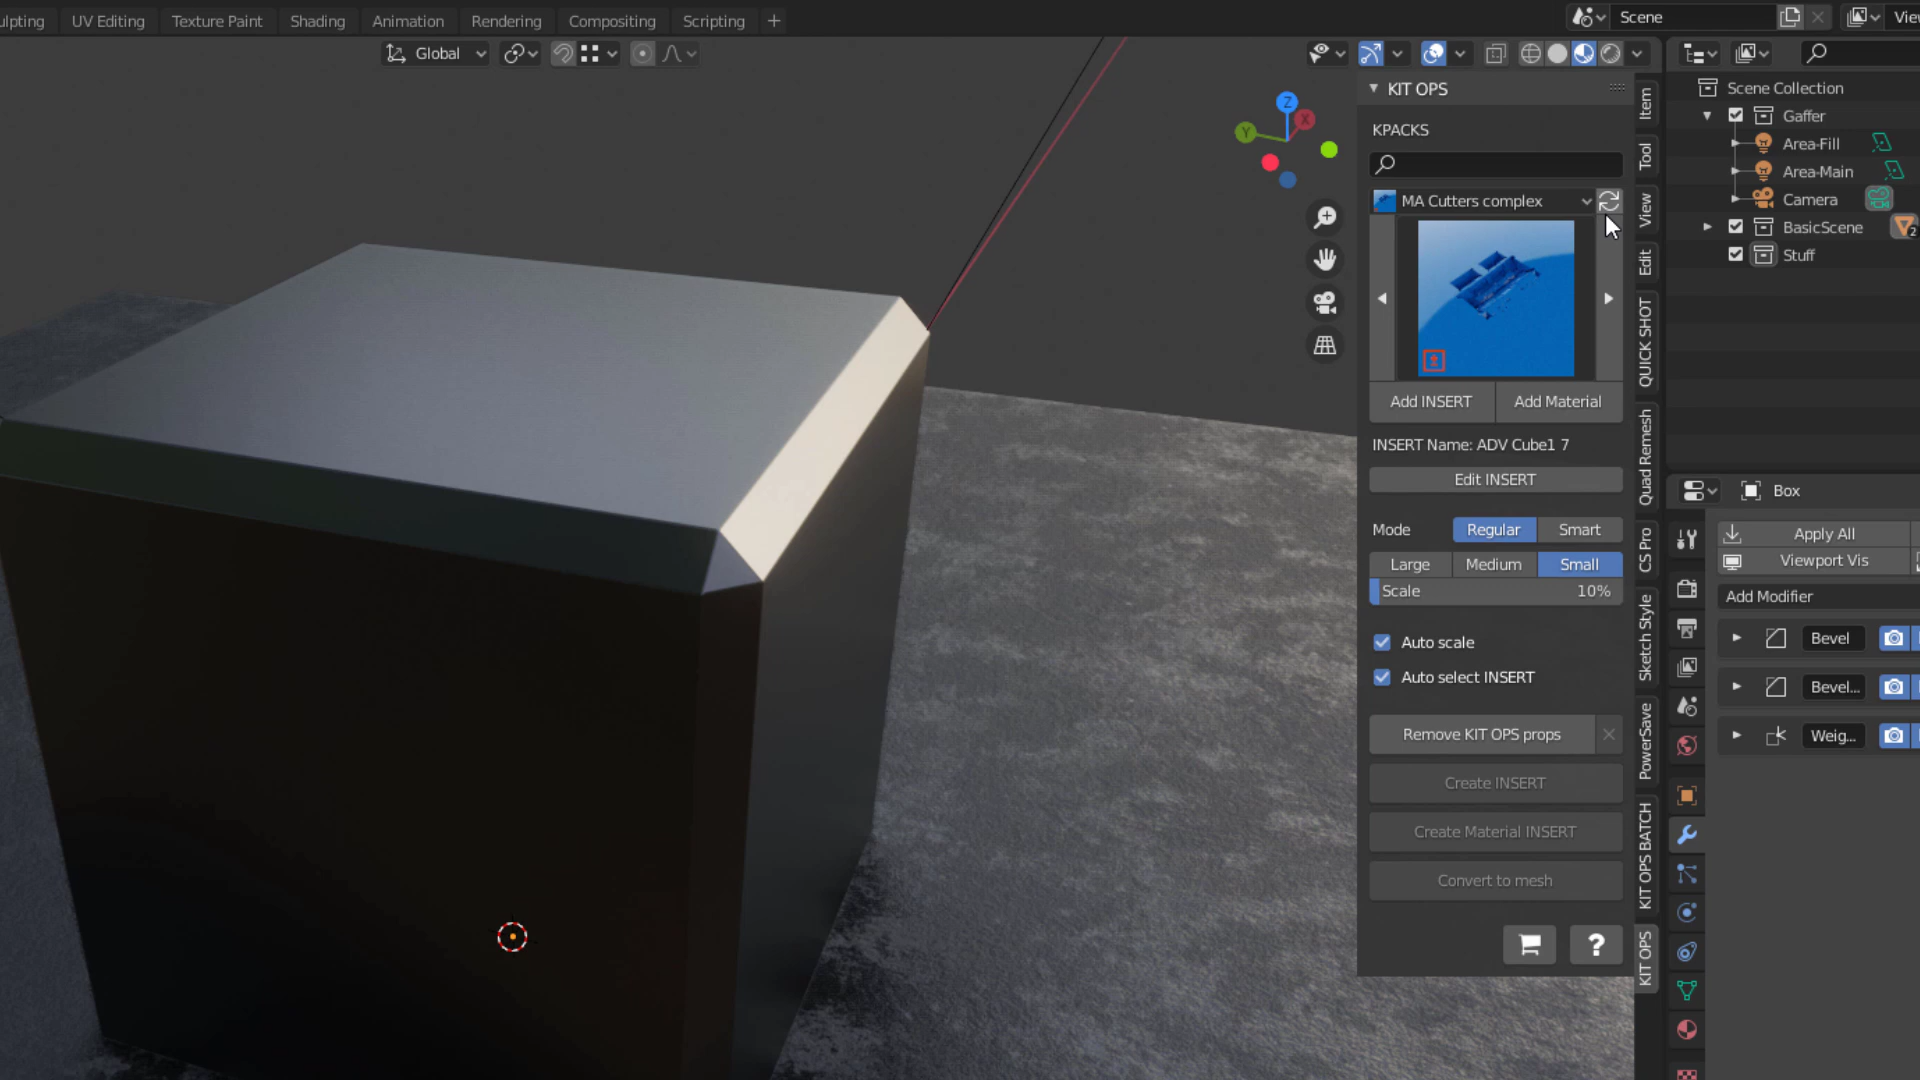 ulpting UV Editing Texture Paint Shading Animation Rendering Compositing Scripting +
Scene
Global
KIT OPS
KPACKS
MA Cutters complex
Add INSERT Add Material
INSERT Name: ADV Cube1 7
Edit INSERT
Mode Regular Smart
Large Medium Small
Scale 10%
Auto scale
Auto select INSERT
Remove KIT OPS props
Create INSERT
Create Material INSERT
Convert to mesh
?
Z
X
Y
Item
Tool
View
Edit
QUICK SHOT
Quad Remesh
CS Pro
Sketch Style
PowerSave
KIT OPS BATCH
KIT OPS
Vie
Scene Collection
Gaffer
Area-Fill
Area-Main
Camera
BasicScene
2
Stuff
Box
Apply All
Viewport Vis
Add Modifier
Bevel
Bevel...
Weig...